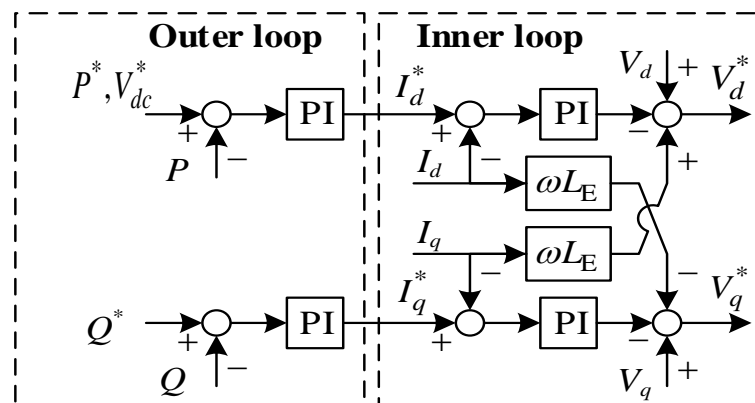 Outer loop
Inner loop
P*, V*dc
+
−
P
PI
I*d
+
−
PI
Vd
+
−
V*d
+
Id
ωLE
Iq
ωLE
Q*
+
−
Q
PI
I*q
+
−
PI
−
−
V*q
+
Vq